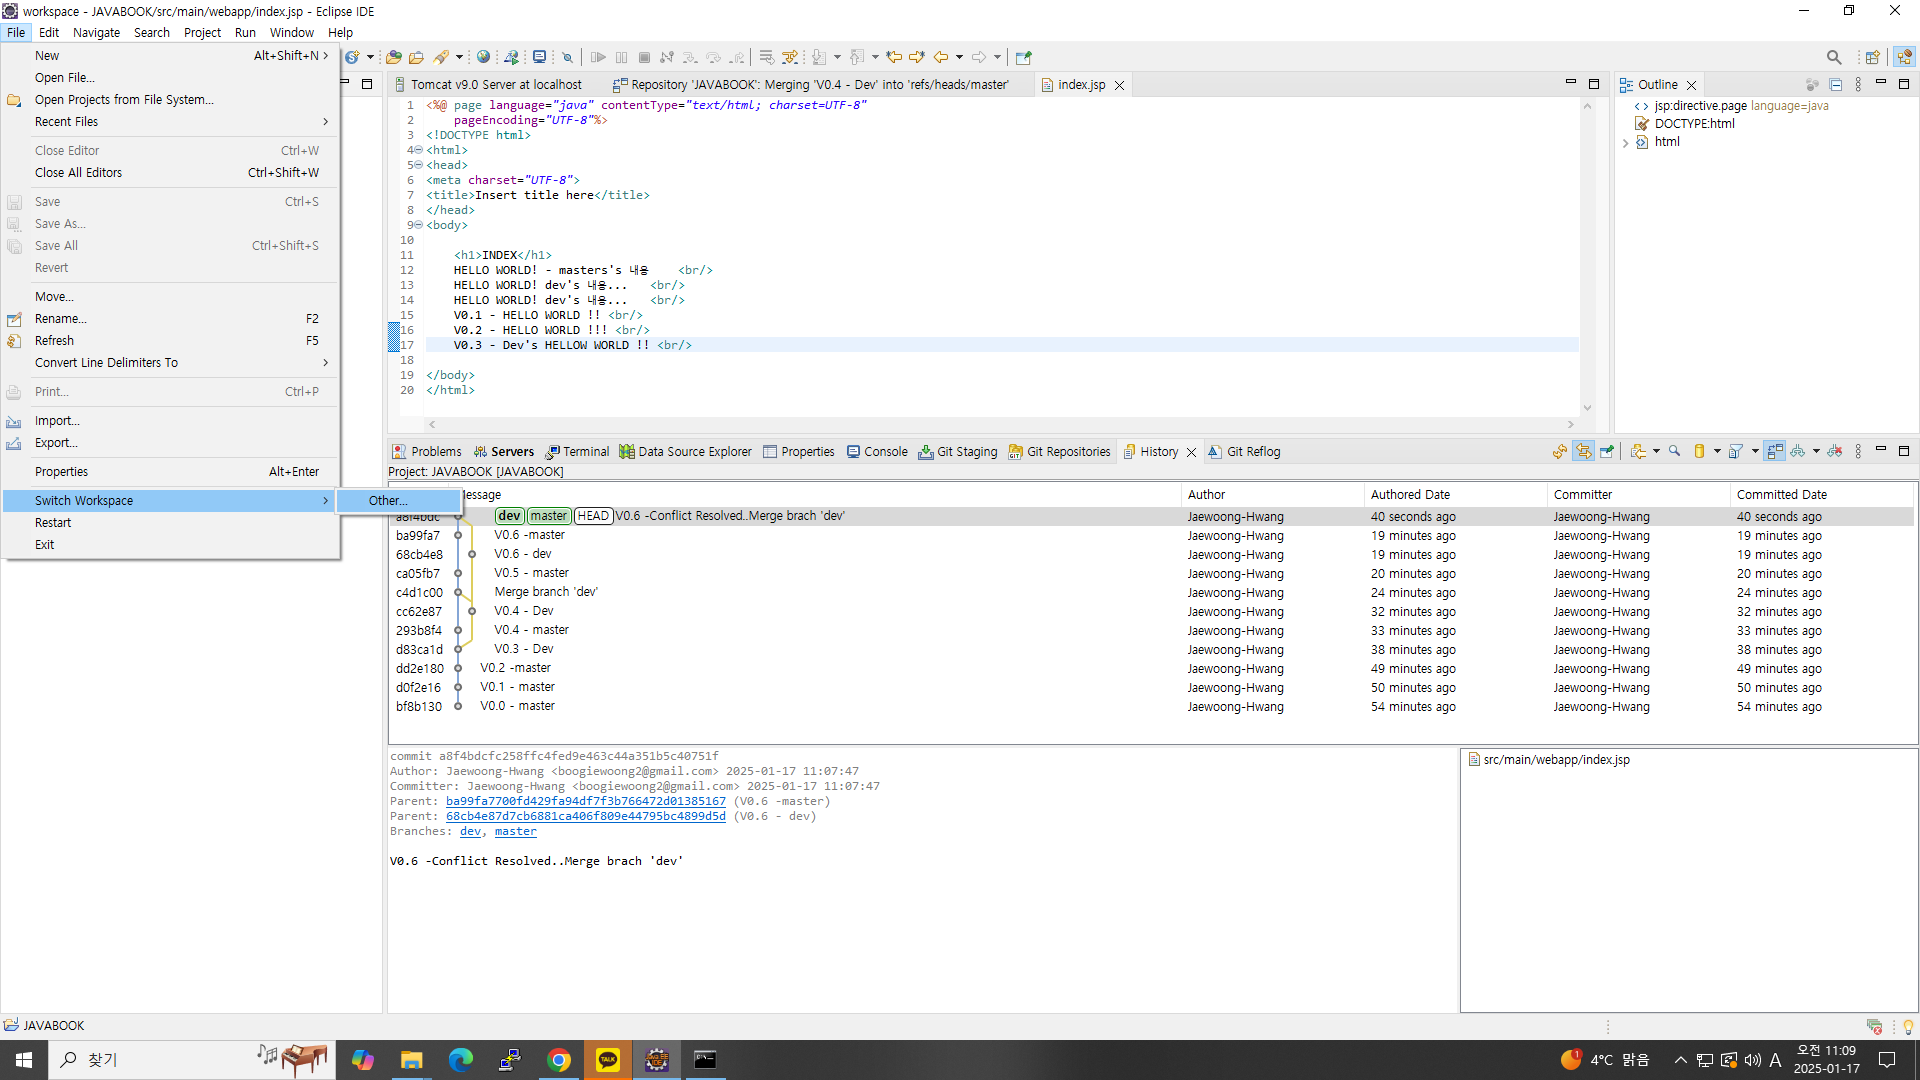 workspace - JAVABOOK/src/main/webapp/index.jsp - Eclipse IDE
File Edit Navigate Search Project Run Window Help
New Alt+Shift+N
Open File...
Open Projects from File System...
Recent Files
Close Editor Ctrl+W
Close All Editors Ctrl+Shift+W
Save Ctrl+S
Save As...
Save All Ctrl+Shift+S
Revert
Move...
Rename... F2
Refresh F5
Convert Line Delimiters To
Print... Ctrl+P
Import...
Export...
Properties Alt+Enter
Switch Workspace
Other...
Restart
Exit
Tomcat v9.0 Server at localhost Repository 'JAVABOOK': Merging 'V0.4 - Dev' into 'refs/heads/master' index.jsp
1 <%@ page language="java" contentType="text/html; charset=UTF-8"
2 pageEncoding="UTF-8"%>
3 <!DOCTYPE html>
4 <html>
5 <head>
6 <meta charset="UTF-8">
7 <title>Insert title here</title>
8 </head>
9 <body>
10
11 <h1>INDEX</h1>
12 HELLO WORLD! - masters's 내용 <br/>
13 HELLO WORLD! dev's 내용... <br/>
14 HELLO WORLD! dev's 내용... <br/>
15 V0.1 - HELLO WORLD !! <br/>
16 V0.2 - HELLO WORLD !!! <br/>
17 V0.3 - Dev's HELLOW WORLD !! <br/>
18
19 </body>
20 </html>
Outline
jsp:directive.page language=java
DOCTYPE:html
html
Problems Servers Terminal Data Source Explorer Properties Console Git Staging Git Repositories History Git Reflog
Project: JAVABOOK [JAVABOOK]
Message Author Authored Date Committer Committed Date
a8f4bdc dev master HEAD V0.6 -Conflict Resolved..Merge brach 'dev' Jaewoong-Hwang 40 seconds ago Jaewoong-Hwang 40 seconds ago
ba99fa7 V0.6 -master Jaewoong-Hwang 19 minutes ago Jaewoong-Hwang 19 minutes ago
68cb4e8 V0.6 - dev Jaewoong-Hwang 19 minutes ago Jaewoong-Hwang 19 minutes ago
ca05fb7 V0.5 - master Jaewoong-Hwang 20 minutes ago Jaewoong-Hwang 20 minutes ago
c4d1c00 Merge branch 'dev' Jaewoong-Hwang 24 minutes ago Jaewoong-Hwang 24 minutes ago
cc62e87 V0.4 - Dev Jaewoong-Hwang 32 minutes ago Jaewoong-Hwang 32 minutes ago
293b8f4 V0.4 - master Jaewoong-Hwang 33 minutes ago Jaewoong-Hwang 33 minutes ago
d83ca1d V0.3 - Dev Jaewoong-Hwang 38 minutes ago Jaewoong-Hwang 38 minutes ago
dd2e180 V0.2 -master Jaewoong-Hwang 49 minutes ago Jaewoong-Hwang 49 minutes ago
d0f2e16 V0.1 - master Jaewoong-Hwang 50 minutes ago Jaewoong-Hwang 50 minutes ago
bf8b130 V0.0 - master Jaewoong-Hwang 54 minutes ago Jaewoong-Hwang 54 minutes ago
commit a8f4bdcfc258ffc4fed9e463c44a351b5c40751f
Author: Jaewoong-Hwang <boogiewoong2@gmail.com> 2025-01-17 11:07:47
Committer: Jaewoong-Hwang <boogiewoong2@gmail.com> 2025-01-17 11:07:47
Parent: ba99fa7700fd429fa94df7f3b766472d01385167 (V0.6 -master)
Parent: 68cb4e87d7cb6881ca406f809e44795bc4899d5d (V0.6 - dev)
Branches: dev, master
V0.6 -Conflict Resolved..Merge brach 'dev'
src/main/webapp/index.jsp
JAVABOOK
찾기
TALK
Java EE
IDE
1
4°C 맑음
A
오전 11:09
2025-01-17